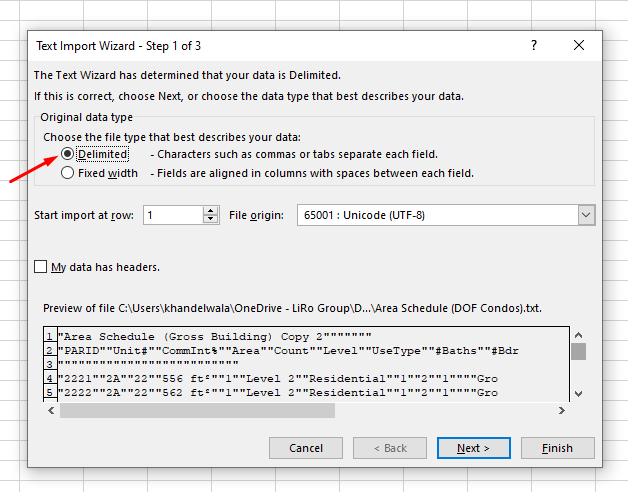 Text Import Wizard - Step 1 of 3
? ×
The Text Wizard has determined that your data is Delimited.
If this is correct, choose Next, or choose the data type that best describes your data.
Original data type
Choose the file type that best describes your data:
Delimited - Characters such as commas or tabs separate each field.
Fixed width - Fields are aligned in columns with spaces between each field.
Start import at row: 1 File origin: 65001 : Unicode (UTF-8)
My data has headers.
Preview of file C:\Users\khandelwala\OneDrive - LiRo Group\D...\Area Schedule (DOF Condos).txt.
1 "Area Schedule (Gross Building) Copy 2"""""""
2 "PARID""Unit#""CommInt%""Area""Count""Level""UseType""#Baths""#Bdr
3 """""""""""""""""""""""""""""
4 "2221""2A""22""556 ft²""1""Level 2""Residential""1""2""1""""Gro
5 "2222""2A""22""562 ft²""1""Level 2""Residential""1""2""1""""Gro
Cancel < Back Next > Finish